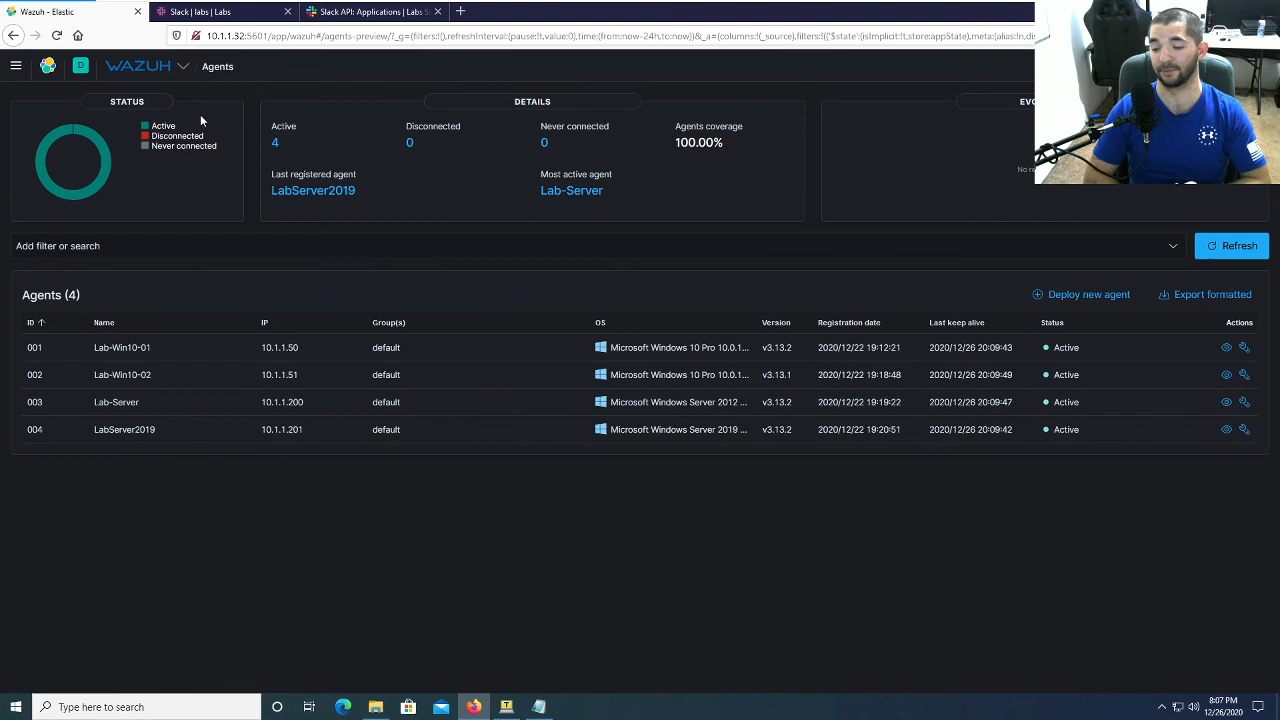 Wazuh - Elastic
Slack | labs | Labs
Slack API: Applications | Labs S
10.1.1.32:5601/app/wazuh#/agents-preview/?_g=(filters:!(),refreshInterval:(pause:!t,value:0),time:(from:now-24h,to:now))&_a=(columns:!(_source),filters:!(('$state':(isImplicit:!t,store:appState),meta:(alias:!n,dis
WAZUH
Agents
STATUS
Active
Disconnected
Never connected
DETAILS
Active
4
Disconnected
0
Never connected
0
Agents coverage
100.00%
Last registered agent
LabServer2019
Most active agent
Lab-Server
EVO
No re
Add filter or search
Refresh
Agents (4)
Deploy new agent
Export formatted
ID Name IP Group(s) OS Version Registration date Last keep alive Status Actions
001 Lab-Win10-01 10.1.1.50 default Microsoft Windows 10 Pro 10.0.1... v3.13.2 2020/12/22 19:12:21 2020/12/26 20:09:43 Active
002 Lab-Win10-02 10.1.1.51 default Microsoft Windows 10 Pro 10.0.1... v3.13.1 2020/12/22 19:18:48 2020/12/26 20:09:49 Active
003 Lab-Server 10.1.1.200 default Microsoft Windows Server 2012 ... v3.13.2 2020/12/22 19:19:22 2020/12/26 20:09:47 Active
004 LabServer2019 10.1.1.201 default Microsoft Windows Server 2019 ... v3.13.2 2020/12/22 19:20:51 2020/12/26 20:09:42 Active
Type here to search
8:07 PM
12/26/2020